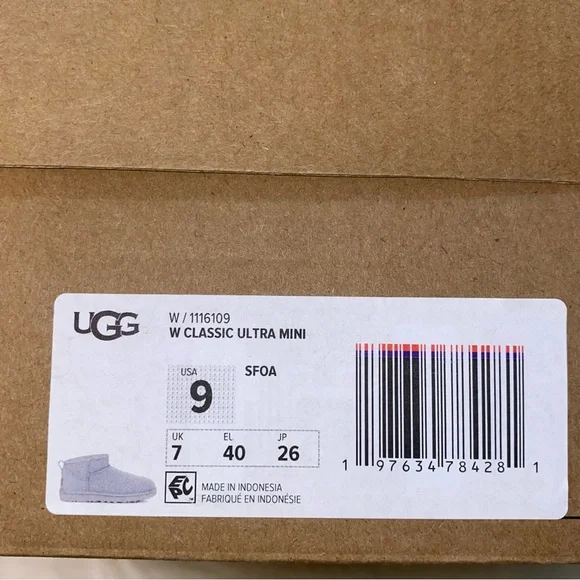 UGG
W / 1116109
W CLASSIC ULTRA MINI
USA
9
SFOA
UK EL JP
7 40 26
EPC
MADE IN INDONESIA
FABRIQUÉ EN INDONÉSIE
1 97634 78428 1